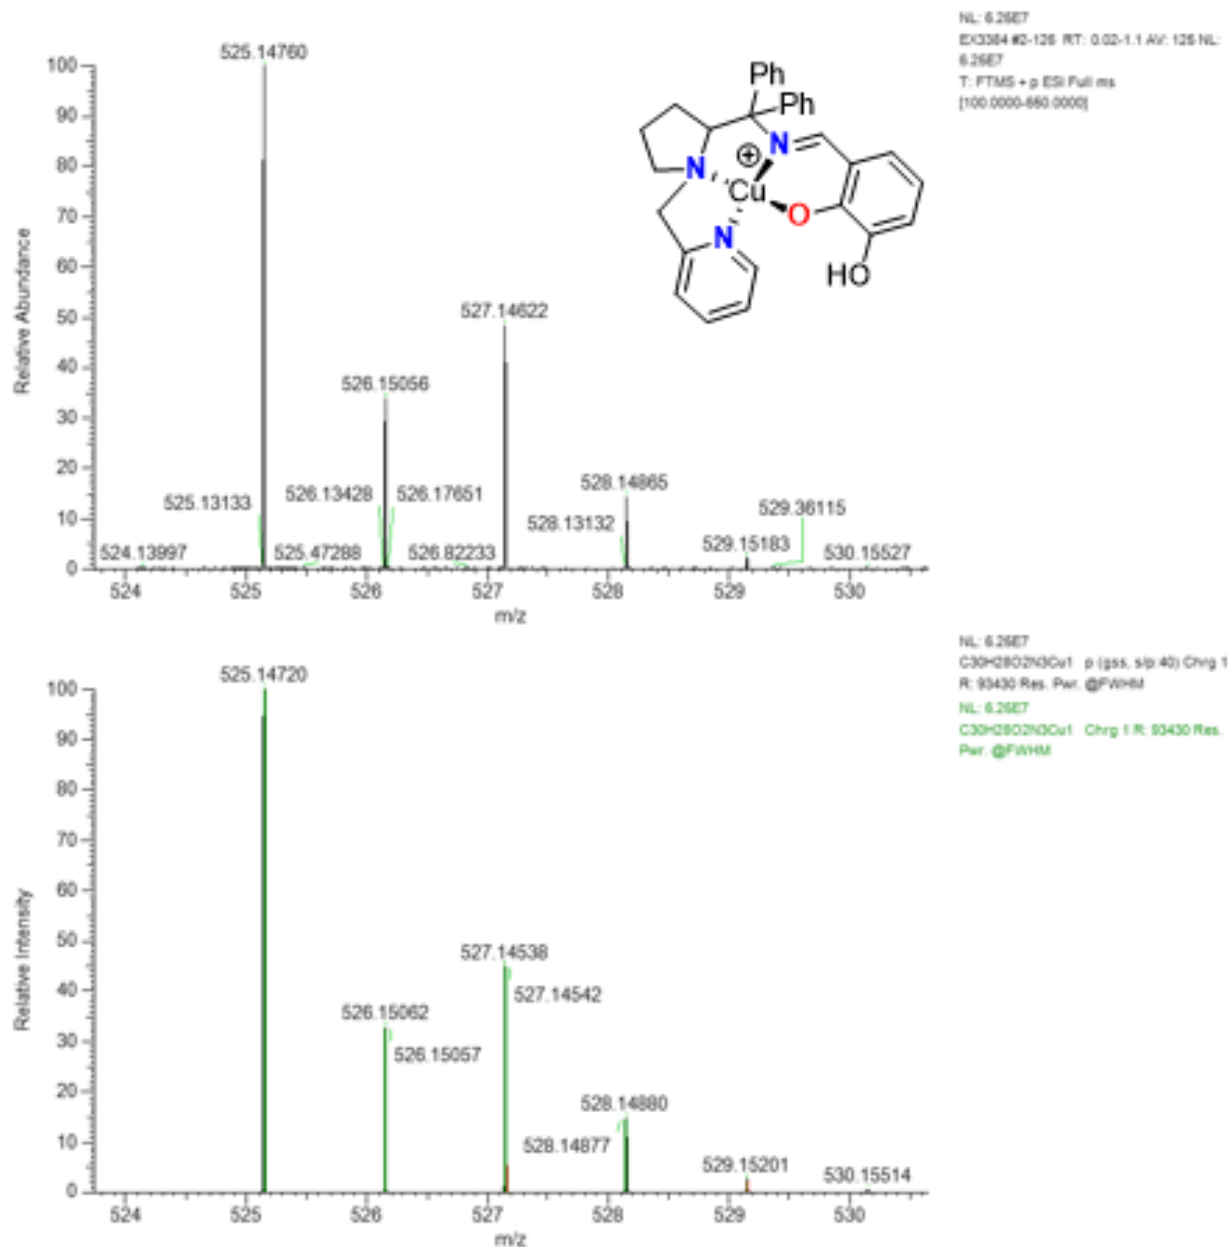 NL: 6.26E7
EX3384 #2-126 RT: 0.02-1.1 AV: 125 NL:
6.26E7
T: FTMS + p ESI Full ms
[100.0000-650.0000]
525.14760
100
90
80
70
60
50
40
30
20
10
0
Relative Abundance
527.14622
526.15056
525.13133
526.13428
526.17651
528.14865
528.13132
529.36115
524.13997
525.47288
526.82233
529.15183
530.15527
524
525
526
527
528
529
530
m/z
Ph
Ph
N
N
Cu
O
N
HO
NL: 6.26E7
C30H28O2N3Cu1 p (gss, s/p:40) Chrg 1
R: 93430 Res. Pwr. @FWHM
NL: 6.26E7
C30H28O2N3Cu1 Chrg 1 R: 93430 Res.
Pwr. @FWHM
525.14720
100
90
80
70
60
50
40
30
20
10
0
Relative Intensity
527.14538
527.14542
526.15062
526.15057
528.14880
528.14877
529.15201
530.15514
524
525
526
527
528
529
530
m/z